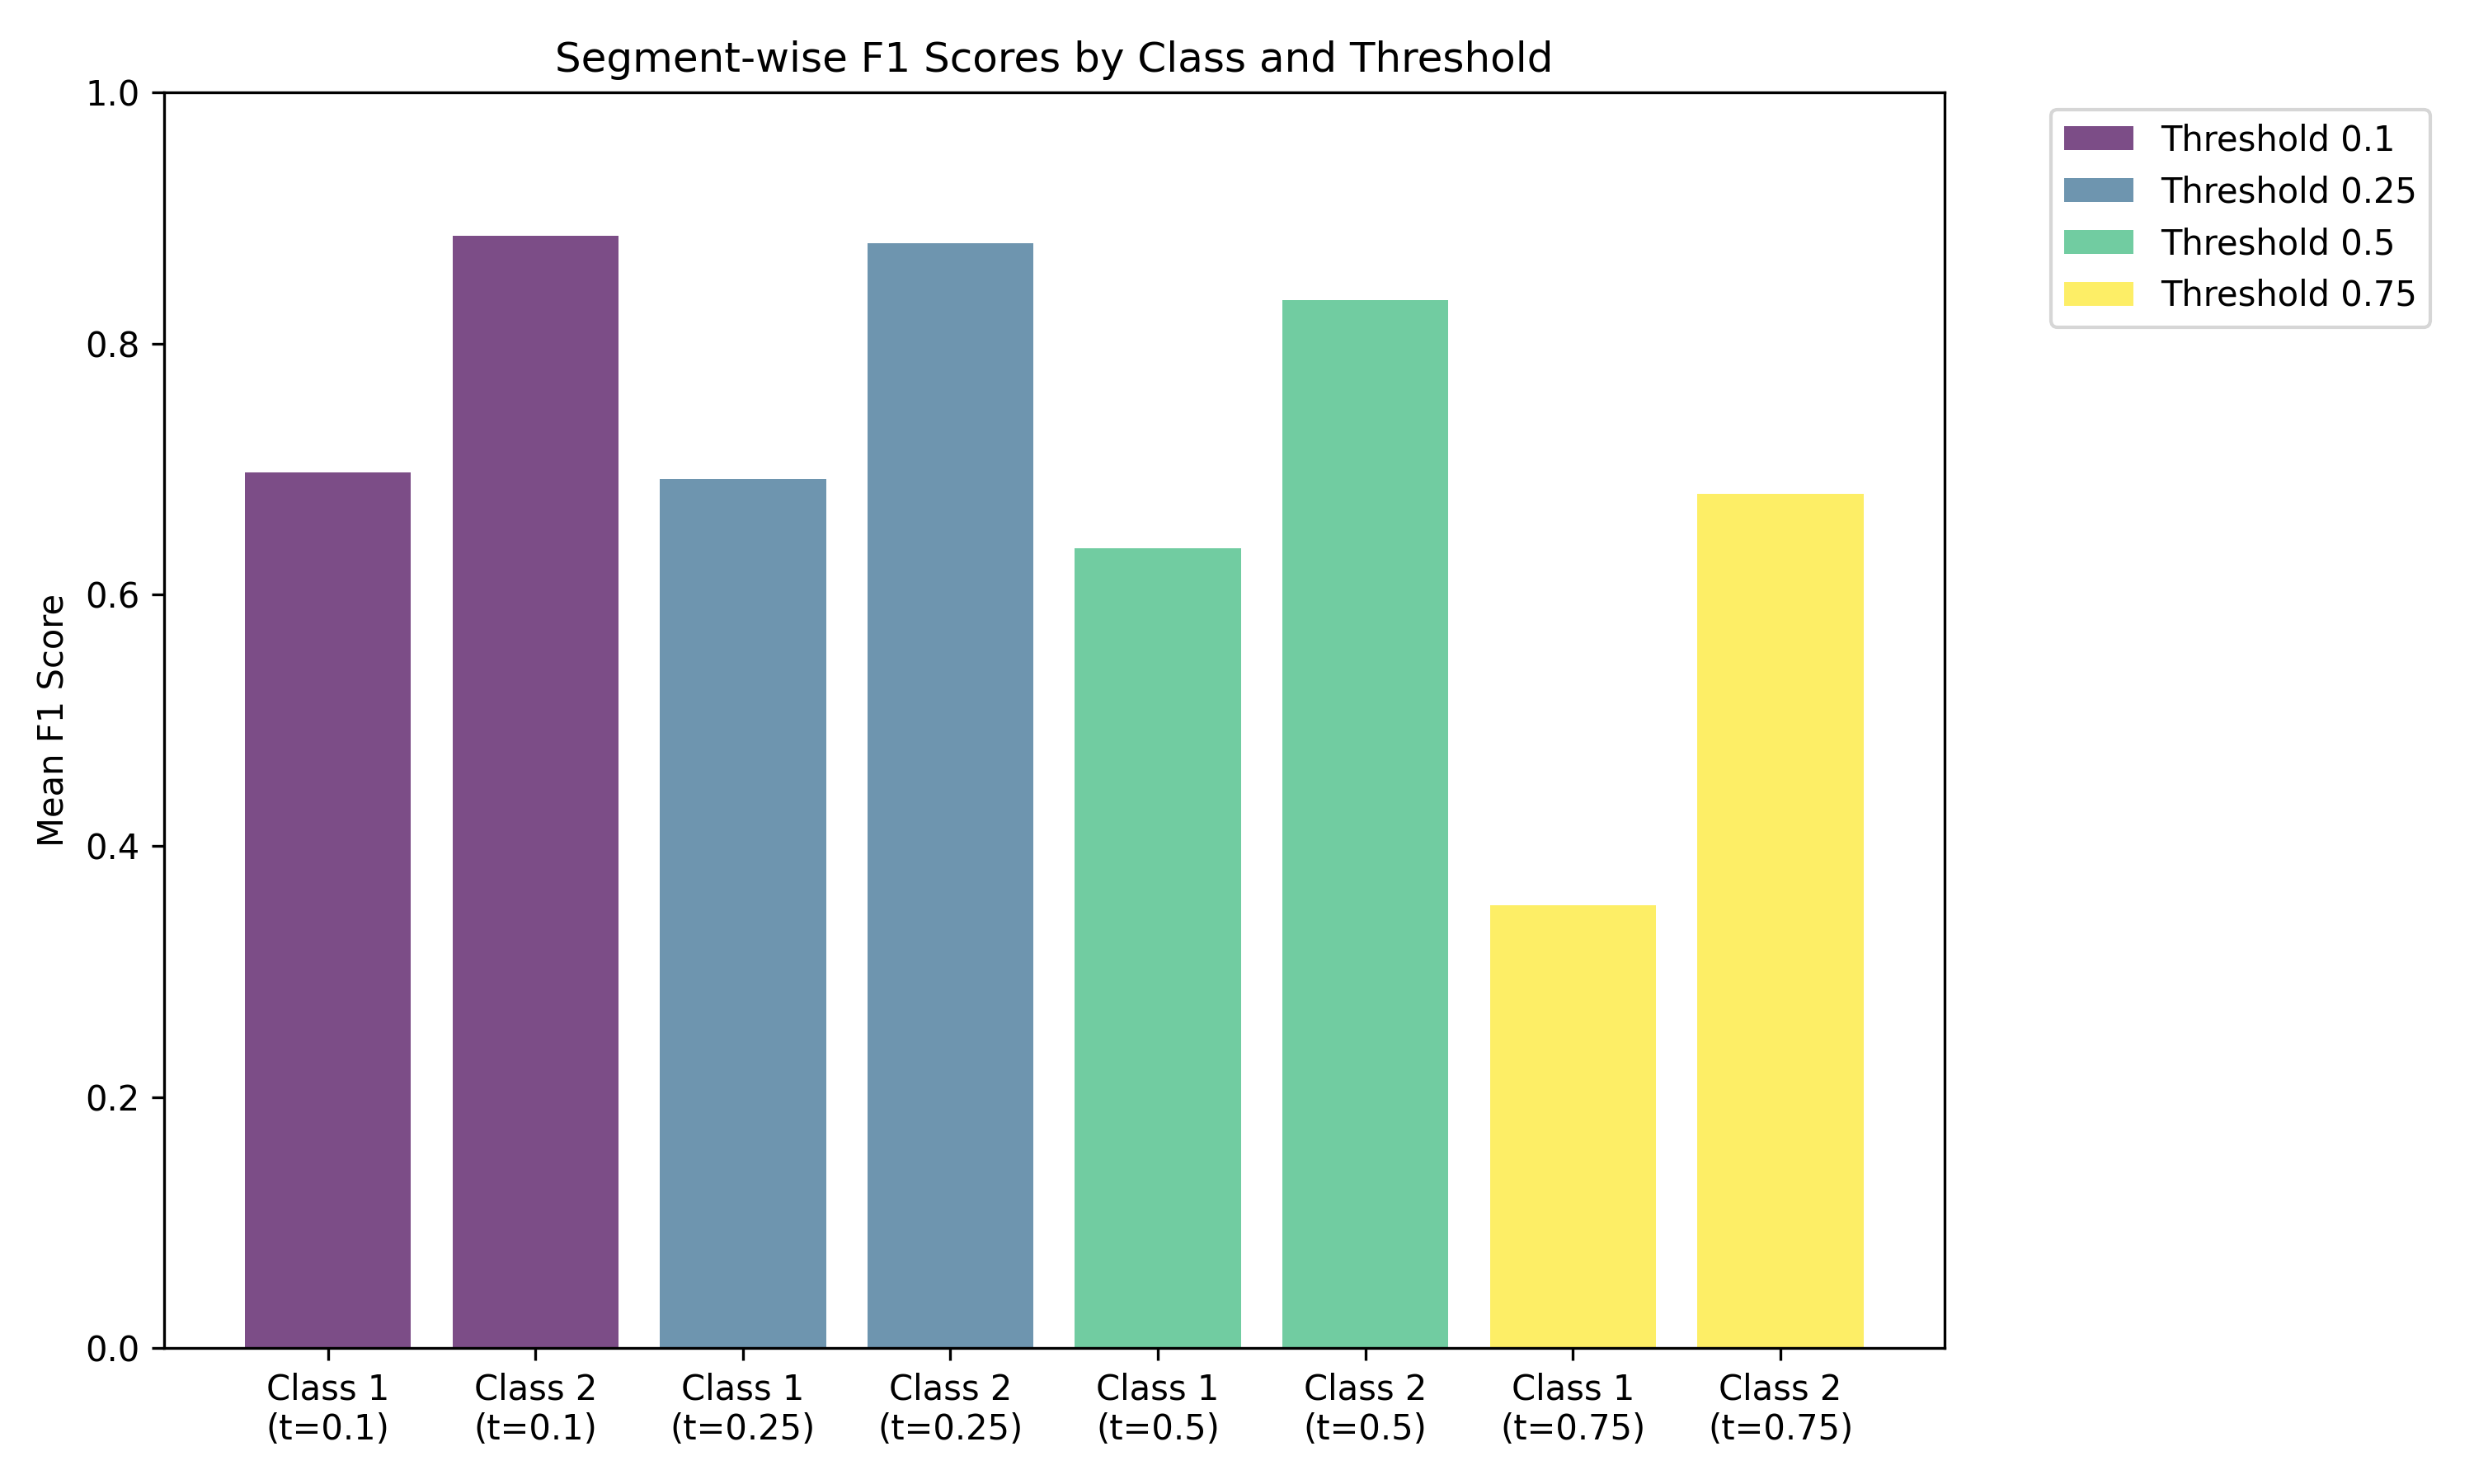 Segment-wise F1 Scores by Class and Threshold
1.0
0.8
0.6
0.4
0.2
0.0
Mean F1 Score
Class 1
(t=0.1)
Class 2
(t=0.1)
Class 1
(t=0.25)
Class 2
(t=0.25)
Class 1
(t=0.5)
Class 2
(t=0.5)
Class 1
(t=0.75)
Class 2
(t=0.75)
Threshold 0.1
Threshold 0.25
Threshold 0.5
Threshold 0.75